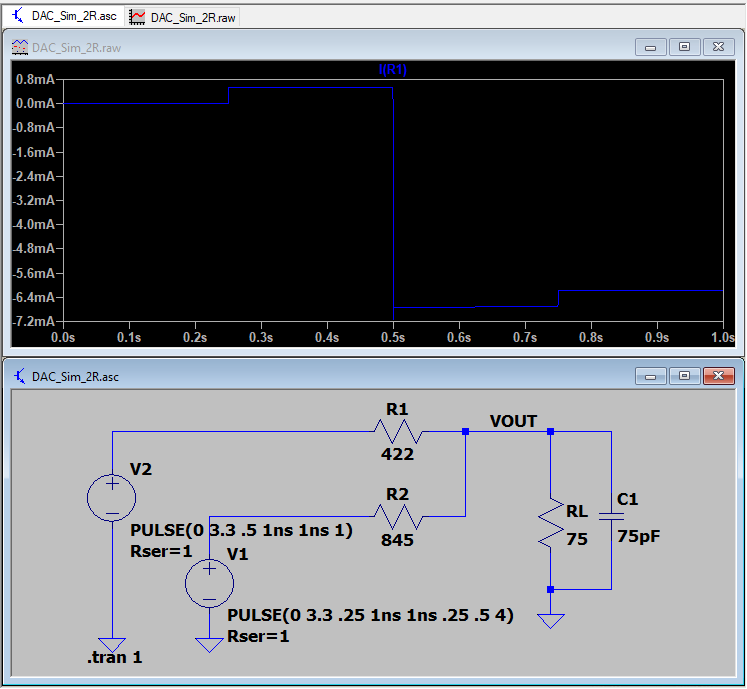 DAC_Sim_2R.asc DAC_Sim_2R.raw
DAC_Sim_2R.raw
I(R1)
0.8mA
0.0mA
-0.8mA
-1.6mA
-2.4mA
-3.2mA
-4.0mA
-4.8mA
-5.6mA
-6.4mA
-7.2mA
0.0s 0.1s 0.2s 0.3s 0.4s 0.5s 0.6s 0.7s 0.8s 0.9s 1.0s
DAC_Sim_2R.asc
R1
VOUT
422
V2
R2
RL
C1
PULSE(0 3.3 .5 1ns 1ns 1)
845
75
75pF
Rser=1
V1
PULSE(0 3.3 .25 1ns 1ns .25 .5 4)
Rser=1
.tran 1